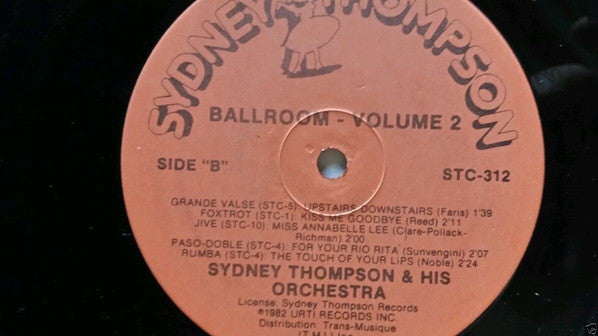 SYDNEY THOMPSON
BALLROOM - VOLUME 2
SIDE "B"
STC-312
GRANDE VALSE (STC-5): UPSTAIRS DOWNSTAIRS (Faris) 1'39
FOXTROT (STC-1): KISS ME GOODBYE (Reed) 2'11
JIVE (STC-10): MISS ANNABELLE LEE (Clare-Pollack-
Richman) 2'00
PASO-DOBLE (STC-4): FOR YOUR RIO RITA (Sunvengini) 2'07
RUMBA (STC-4): THE TOUCH OF YOUR LIPS (Noble) 2'24
SYDNEY THOMPSON & HIS
ORCHESTRA
License: Sydney Thompson Records
©1982 URTI RECORDS INC.
Distribution: Trans-Musique